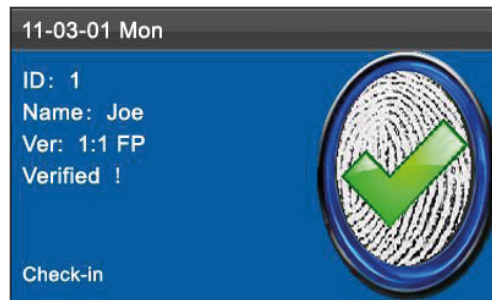 11-03-01 Mon
ID: 1
Name: Joe
Ver: 1:1 FP
Verified !
Check-in